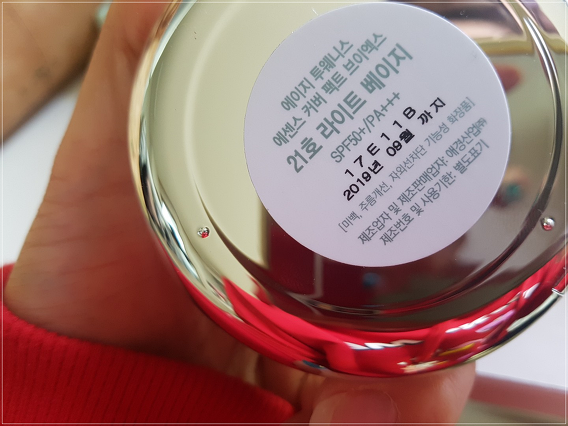 에이지 투웨니스
에센스 커버 팩트 브이엑스
21호 라이트 베이지
SPF50+/PA+++
17E11B
2019년 09월 까지
[미백, 주름개선, 자외선차단 기능성 화장품]
제조업자 및 제조판매업자: 애경산업㈜
제조번호 및 사용기한: 별도표기